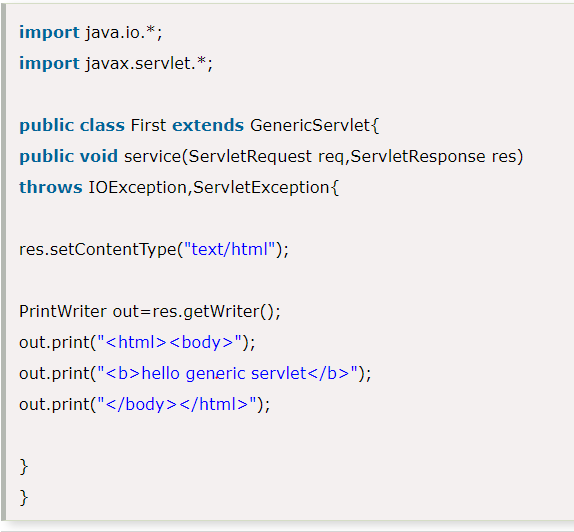 import java.io.*;
import javax.servlet.*;
public class First extends GenericServlet{
public void service(ServletRequest req,ServletResponse res)
throws IOException,ServletException{
res.setContentType("text/html");
PrintWriter out=res.getWriter();
out.print("<html><body>");
out.print("<b>hello generic servlet</b>");
out.print("</body></html>");
}
}